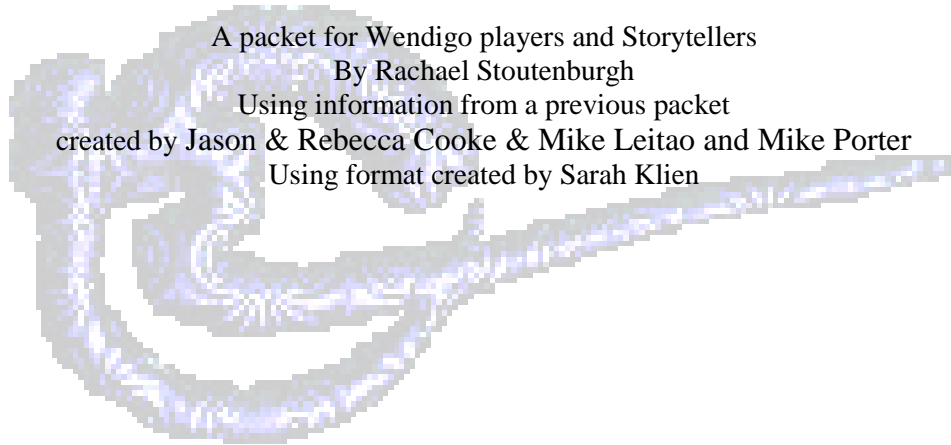 A packet for Wendigo players and Storytellers
By Rachael Stoutenburgh
Using information from a previous packet
created by Jason & Rebecca Cooke & Mike Leitao and Mike Porter
Using format created by Sarah Klien